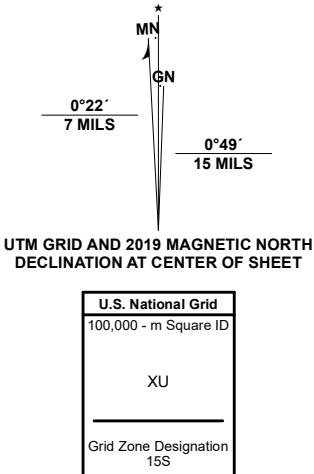 MN
GN
0°22´
7 MILS
0°49´
15 MILS
UTM GRID AND 2019 MAGNETIC NORTH
DECLINATION AT CENTER OF SHEET
U.S. National Grid
100,000 - m Square ID
XU
Grid Zone Designation
15S